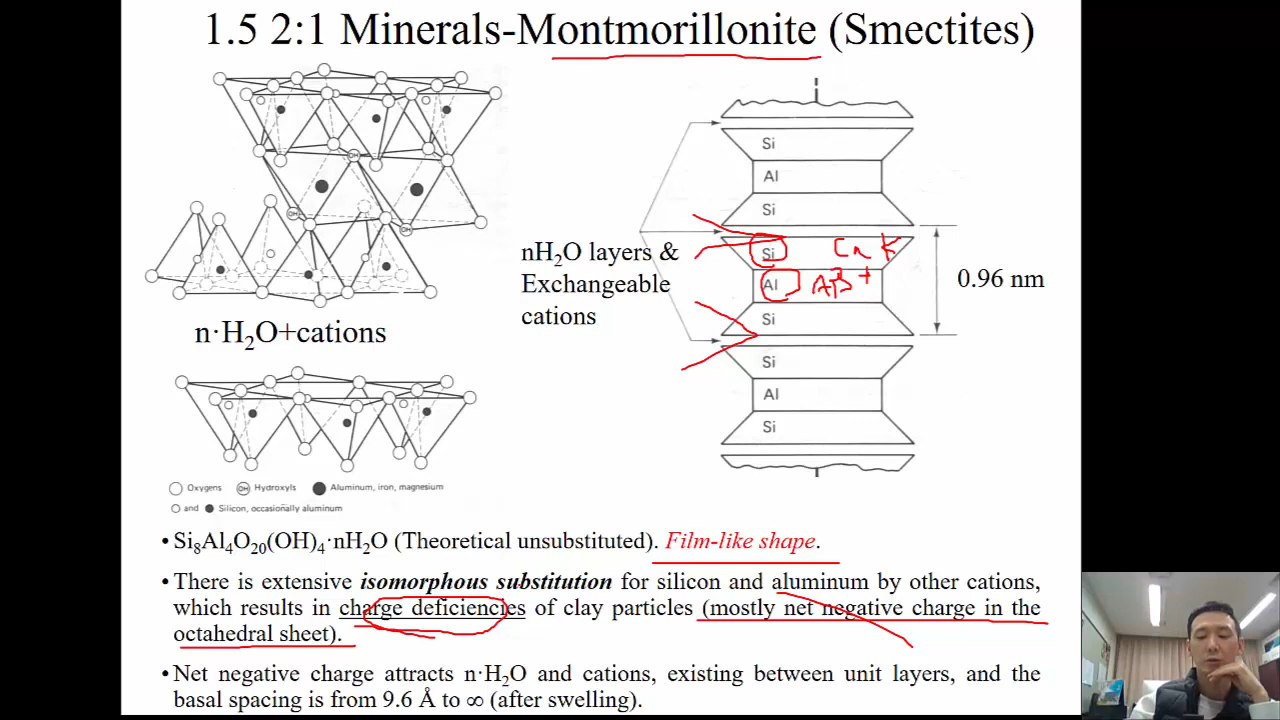 1.5 2:1 Minerals-Montmorillonite (Smectites)
OH
OH
OH
n·H₂O+cations
Oxygens
OH Hydroxyls
Aluminum, iron, magnesium
and Silicon, occasionally aluminum
nH₂O layers &
Exchangeable
cations
Si
Al
Si
Si
Al
Si
Si
Al
Si
0.96 nm
•Si₈Al₄O₂₀(OH)₄·nH₂O (Theoretical unsubstituted). Film-like shape.
•There is extensive isomorphous substitution for silicon and aluminum by other cations,
which results in charge deficiencies of clay particles (mostly net negative charge in the
octahedral sheet).
•Net negative charge attracts n·H₂O and cations, existing between unit layers, and the
basal spacing is from 9.6 Å to ∞ (after swelling).